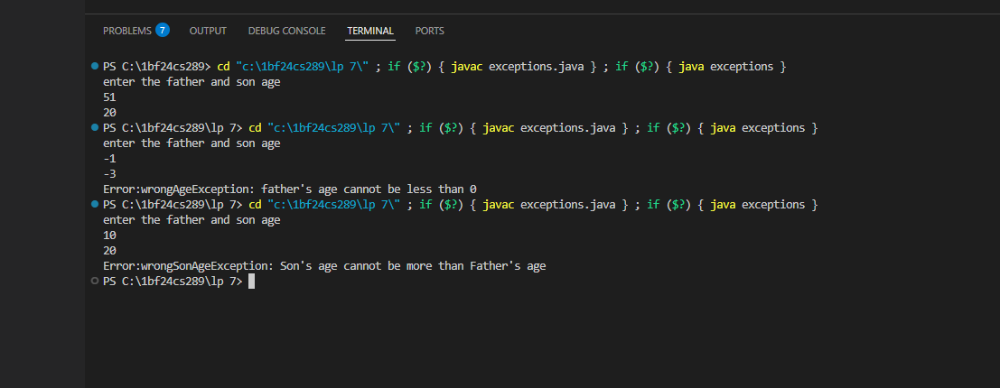 PROBLEMS 7 OUTPUT DEBUG CONSOLE TERMINAL PORTS
PS C:\1bf24cs289> cd "c:\1bf24cs289\lp 7\" ; if ($?) { javac exceptions.java } ; if ($?) { java exceptions }
enter the father and son age
51
20
PS C:\1bf24cs289\lp 7> cd "c:\1bf24cs289\lp 7\" ; if ($?) { javac exceptions.java } ; if ($?) { java exceptions }
enter the father and son age
-1
-3
Error:wrongAgeException: father's age cannot be less than 0
PS C:\1bf24cs289\lp 7> cd "c:\1bf24cs289\lp 7\" ; if ($?) { javac exceptions.java } ; if ($?) { java exceptions }
enter the father and son age
10
20
Error:wrongSonAgeException: Son's age cannot be more than Father's age
PS C:\1bf24cs289\lp 7>